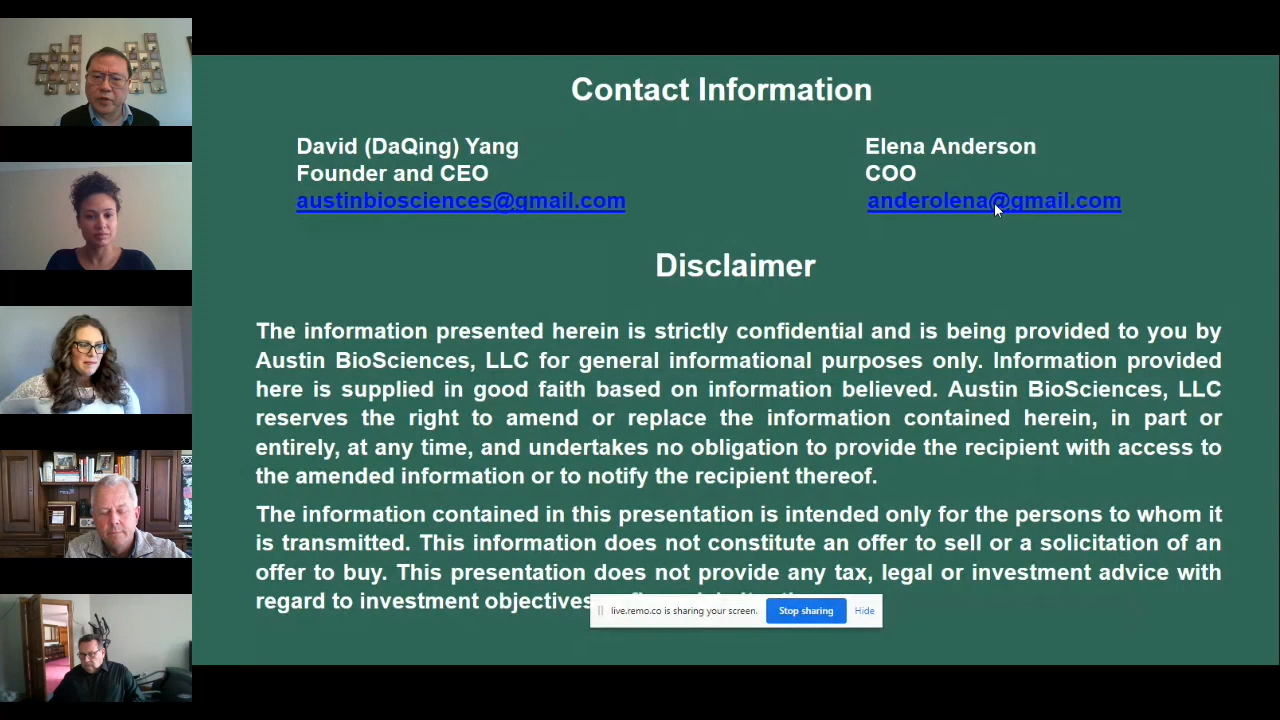 Contact Information
David (DaQing) Yang
Founder and CEO
austinbiosciences@gmail.com
Elena Anderson
COO
anderolena@gmail.com
Disclaimer
The information presented herein is strictly confidential and is being provided to you by
Austin BioSciences, LLC for general informational purposes only. Information provided
here is supplied in good faith based on information believed. Austin BioSciences, LLC
reserves the right to amend or replace the information contained herein, in part or
entirely, at any time, and undertakes no obligation to provide the recipient with access to
the amended information or to notify the recipient thereof.
The information contained in this presentation is intended only for the persons to whom it
is transmitted. This information does not constitute an offer to sell or a solicitation of an
offer to buy. This presentation does not provide any tax, legal or investment advice with
regard to investment objectives
live.remo.co is sharing your screen.
Stop sharing
Hide